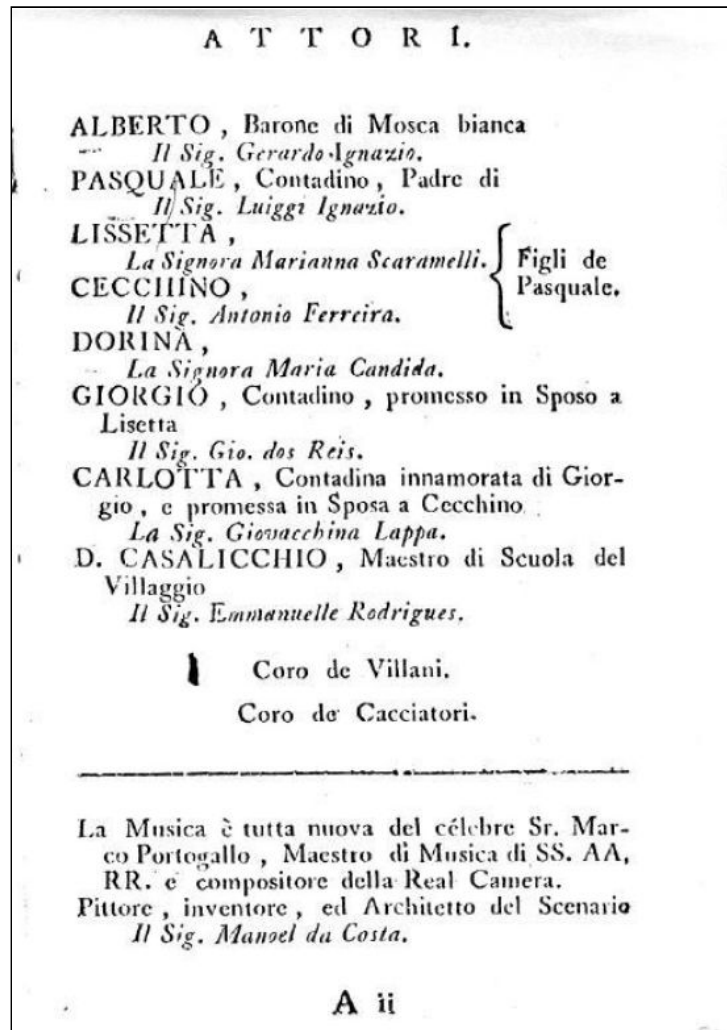 ATTORI.
ALBERTO, Barone di Mosca bianca
Il Sig. Gerardo Ignazio.
PASQUALE, Contadino, Padre di
Il Sig. Luiggi Ignazio.
LISSETTA,
La Signora Marianna Scaramelli.
CECCHINO,
Il Sig. Antonio Ferreira.
Figli de
Pasquale.
DORINA,
La Signora Maria Candida.
GIORGIO, Contadino, promesso in Sposo a
Lisetta
Il Sig. Gio. dos Reis.
CARLOTTA, Contadina innamorata di Gior-
gio, e promessa in Sposa a Cecchino
La Sig. Giovacchina Lappa.
D. CASALICCHIO, Maestro di Scuola del
Villaggio
Il Sig. Emmanuelle Rodrigues.
Coro de Villani.
Coro de Cacciatori.
La Musica è tutta nuova del célebre Sr. Mar-
co Portogallo, Maestro di Musica di SS. AA,
RR. e compositore della Real Camera.
Pittore, inventore, ed Architetto del Scenario
Il Sig. Manoel da Costa.
A ii